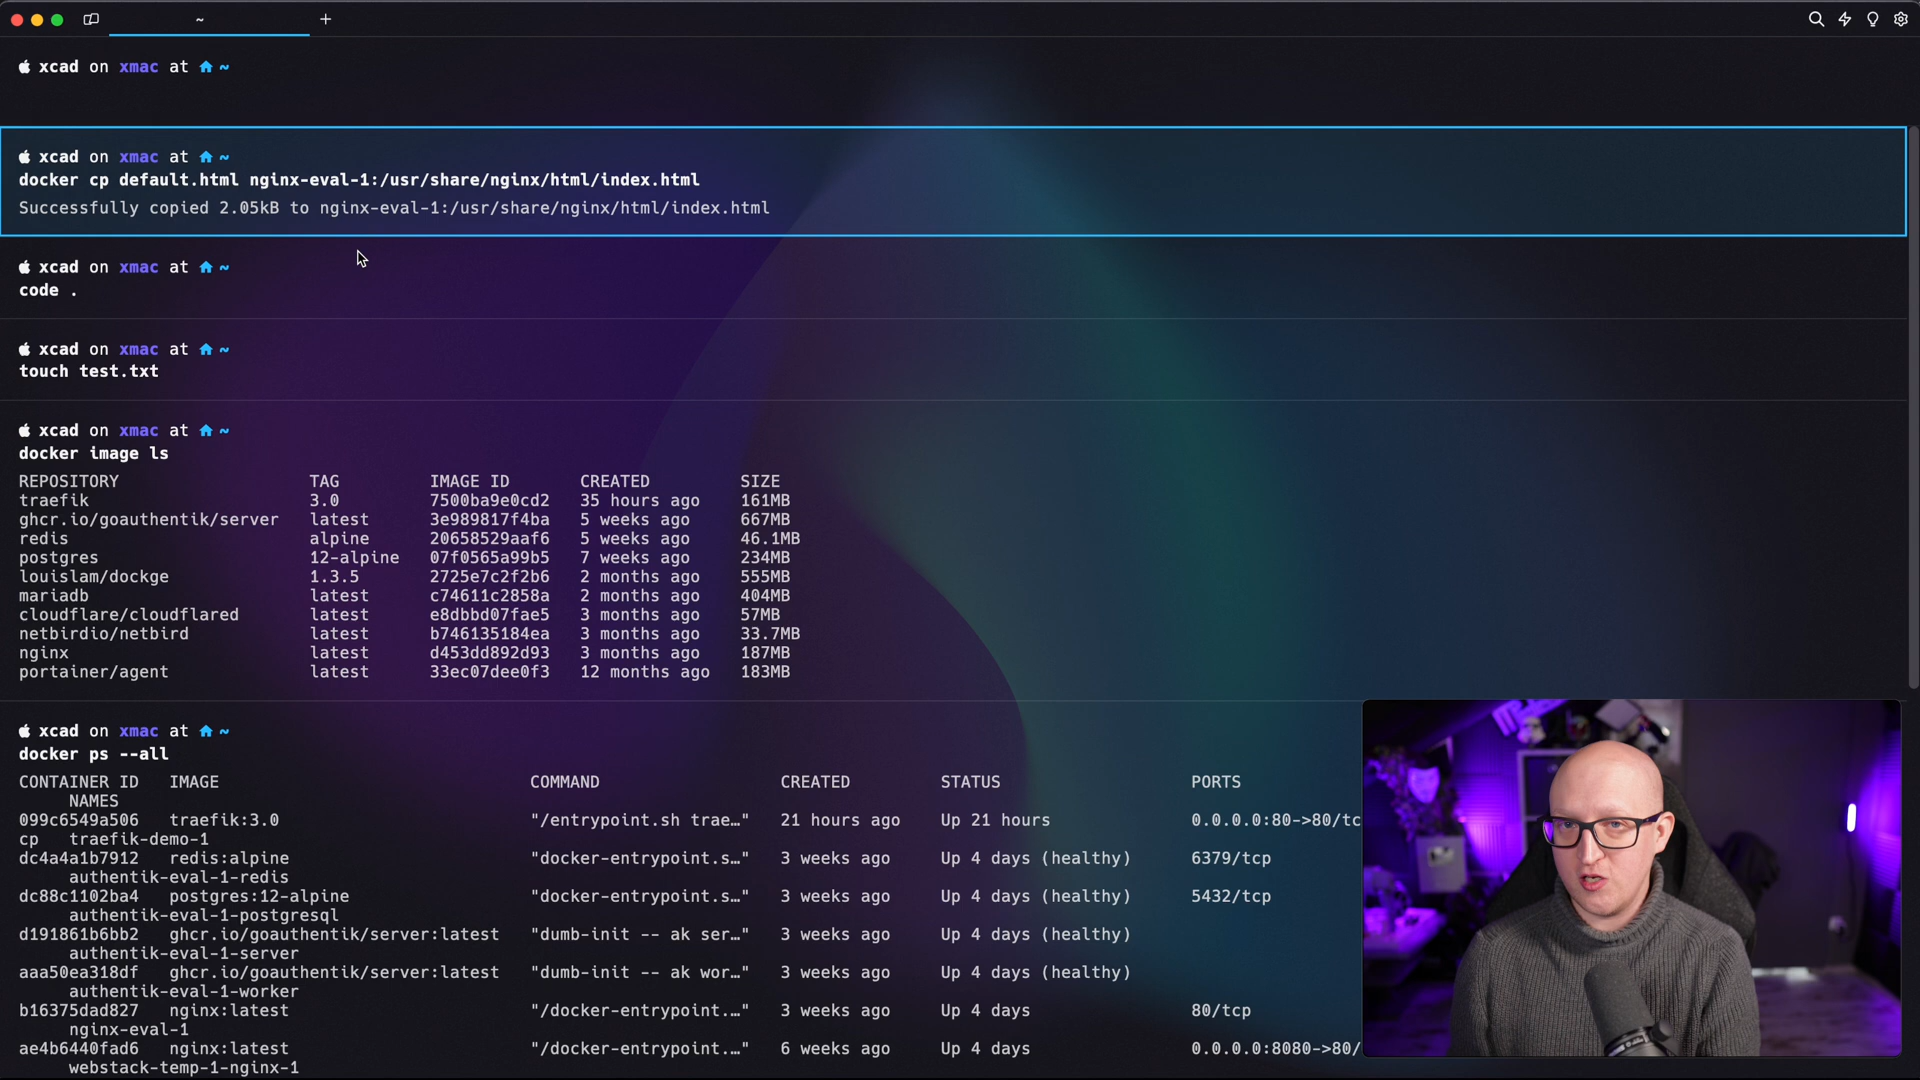 ~ +
xcad on xmac at ~
xcad on xmac at ~
docker cp default.html nginx-eval-1:/usr/share/nginx/html/index.html
Successfully copied 2.05kB to nginx-eval-1:/usr/share/nginx/html/index.html
xcad on xmac at ~
code .
xcad on xmac at ~
touch test.txt
xcad on xmac at ~
docker image ls
REPOSITORY TAG IMAGE ID CREATED SIZE
traefik 3.0 7500ba9e0cd2 35 hours ago 161MB
ghcr.io/goauthentik/server latest 3e989817f4ba 5 weeks ago 667MB
redis alpine 20658529aaf6 5 weeks ago 46.1MB
postgres 12-alpine 07f0565a99b5 7 weeks ago 234MB
louislam/dockge 1.3.5 2725e7c2f2b6 2 months ago 555MB
mariadb latest c74611c2858a 2 months ago 404MB
cloudflare/cloudflared latest e8dbbd07fae5 3 months ago 57MB
netbirdio/netbird latest b746135184ea 3 months ago 33.7MB
nginx latest d453dd892d93 3 months ago 187MB
portainer/agent latest 33ec07dee0f3 12 months ago 183MB
xcad on xmac at ~
docker ps --all
CONTAINER ID IMAGE COMMAND CREATED STATUS PORTS
NAMES
099c6549a506 traefik:3.0 "/entrypoint.sh trae…" 21 hours ago Up 21 hours 0.0.0.0:80->80/tc
cp traefik-demo-1
dc4a4a1b7912 redis:alpine "docker-entrypoint.s…" 3 weeks ago Up 4 days (healthy) 6379/tcp
authentik-eval-1-redis
dc88c1102ba4 postgres:12-alpine "docker-entrypoint.s…" 3 weeks ago Up 4 days (healthy) 5432/tcp
authentik-eval-1-postgresql
d191861b6bb2 ghcr.io/goauthentik/server:latest "dumb-init -- ak ser…" 3 weeks ago Up 4 days (healthy)
authentik-eval-1-server
aaa50ea318df ghcr.io/goauthentik/server:latest "dumb-init -- ak wor…" 3 weeks ago Up 4 days (healthy)
authentik-eval-1-worker
b16375dad827 nginx:latest "/docker-entrypoint.…" 3 weeks ago Up 4 days 80/tcp
nginx-eval-1
ae4b6440fad6 nginx:latest "/docker-entrypoint.…" 6 weeks ago Up 4 days 0.0.0.0:8080->80/
webstack-temp-1-nginx-1